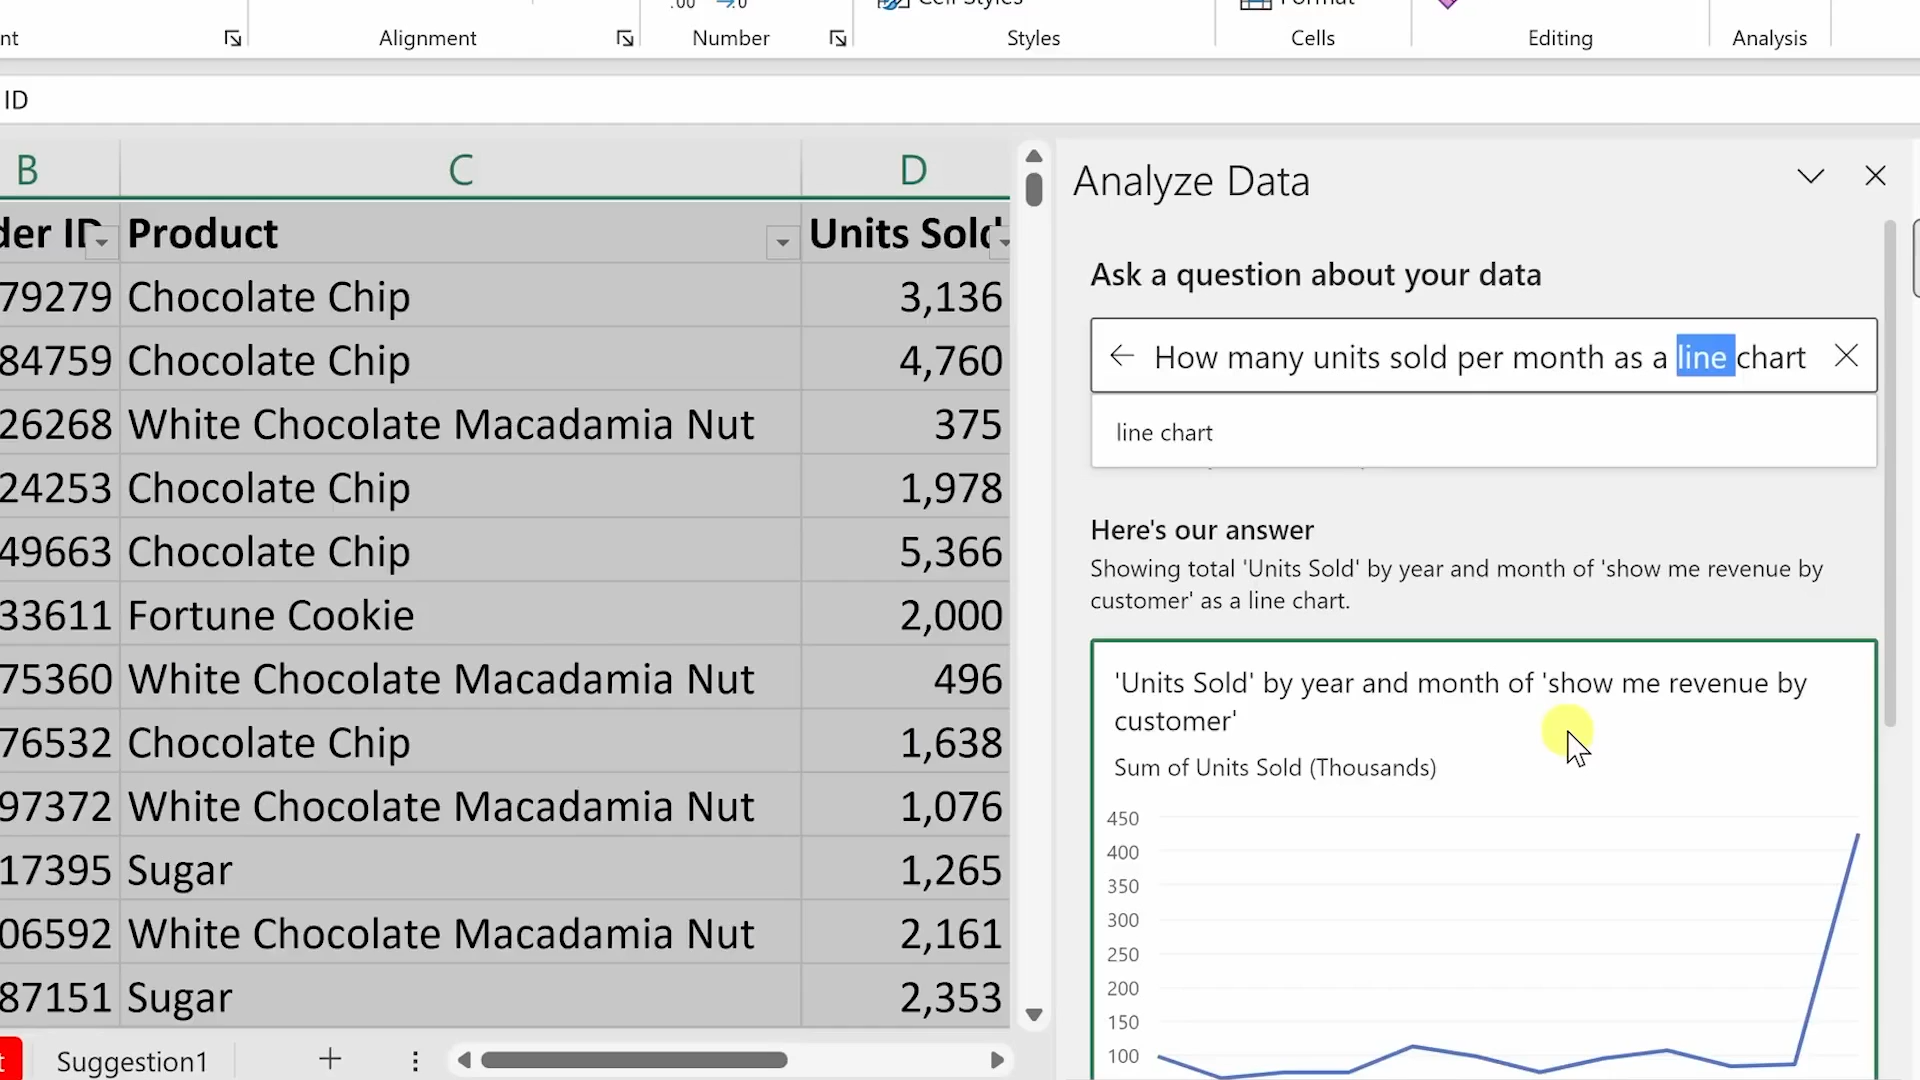 Alignment
Number
Styles
Cells
Editing
Analysis
ID
B
C
D
Product
Units Sold
79279 Chocolate Chip 3,136
84759 Chocolate Chip 4,760
26268 White Chocolate Macadamia Nut 375
24253 Chocolate Chip 1,978
49663 Chocolate Chip 5,366
33611 Fortune Cookie 2,000
75360 White Chocolate Macadamia Nut 496
76532 Chocolate Chip 1,638
97372 White Chocolate Macadamia Nut 1,076
17395 Sugar 1,265
06592 White Chocolate Macadamia Nut 2,161
87151 Sugar 2,353
Suggestion1
Analyze Data
Ask a question about your data
How many units sold per month as a line chart
line chart
Here's our answer
Showing total 'Units Sold' by year and month of 'show me revenue by
customer' as a line chart.
'Units Sold' by year and month of 'show me revenue by
customer'
Sum of Units Sold (Thousands)
450
400
350
300
250
200
150
100